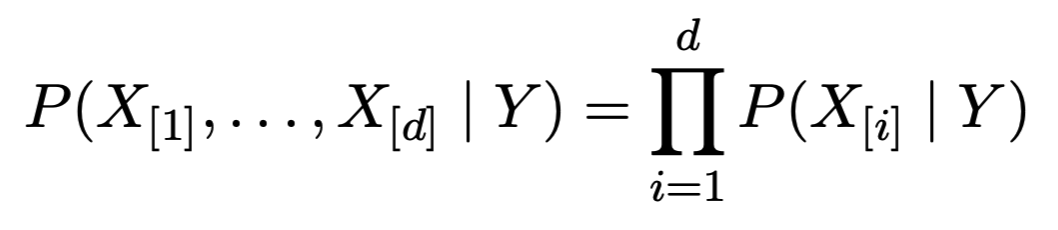 P(X_{[1]}, \ldots, X_{[d]} \mid Y) = \prod_{i=1}^{d} P(X_{[i]} \mid Y)